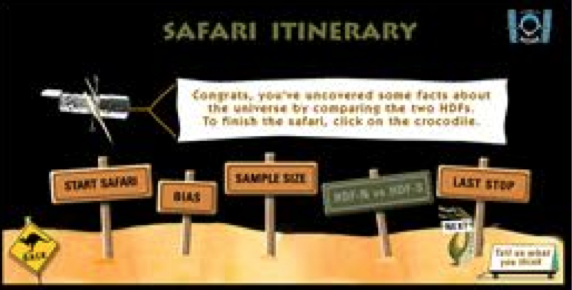 SAFARI ITINERARY
Congrats, you've uncovered some facts about
the universe by comparing the two HDFs.
To finish the safari, click on the crocodile.
START SAFARI
BIAS
SAMPLE SIZE
HDF-N vs HDF-S
LAST STOP
NEXT
BACK
Tell us what
you think